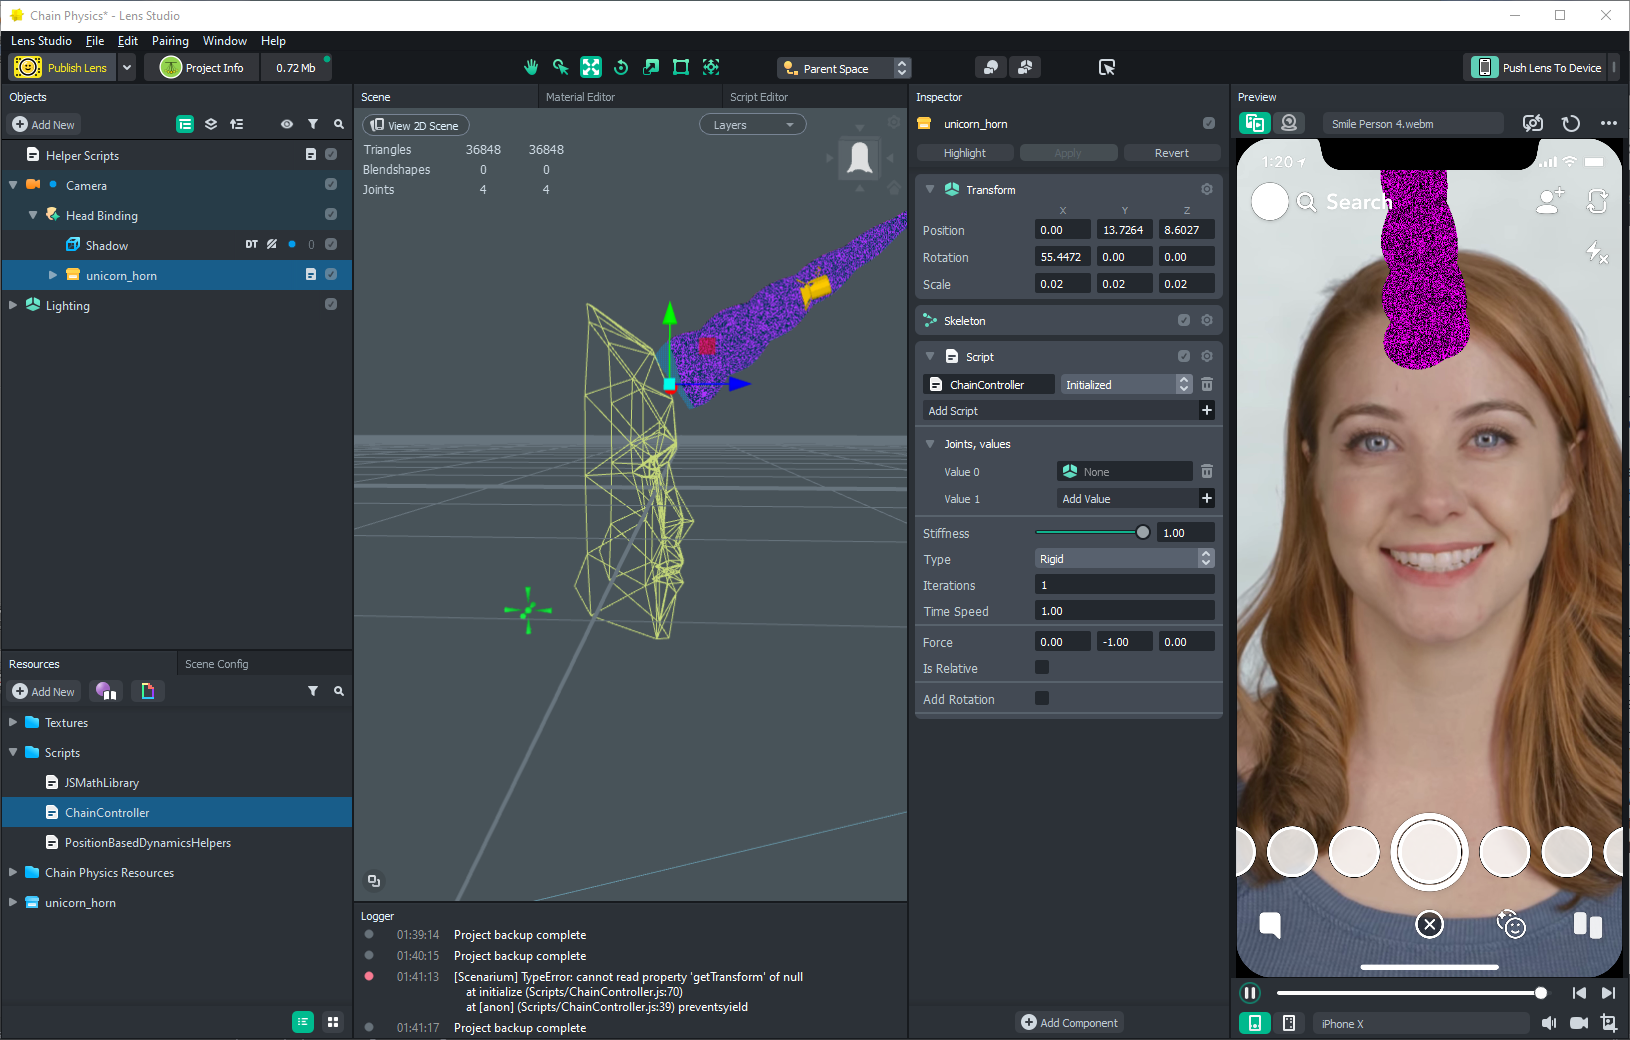 Chain Physics* - Lens Studio
Lens Studio File Edit Pairing Window Help
Publish Lens Project Info 0.72 Mb Parent Space Push Lens To Device
Objects
Add New
Helper Scripts
Camera
Head Binding
Shadow DT 0
unicorn_horn
Lighting
Resources Scene Config
Add New
Textures
Scripts
JSMathLibrary
ChainController
PositionBasedDynamicsHelpers
Chain Physics Resources
unicorn_horn
Scene Material Editor Script Editor
View 2D Scene Layers
Triangles 36848 36848
Blendshapes 0 0
Joints 4 4
Logger
01:39:14 Project backup complete
01:40:15 Project backup complete
01:41:13 [Scenarium] TypeError: cannot read property 'getTransform' of null
at initialize (Scripts/ChainController.js:70)
at [anon] (Scripts/ChainController.js:39) preventsyield
01:41:17 Project backup complete
Inspector
unicorn_horn
Highlight Apply Revert
Transform
X Y Z
Position 0.00 13.7264 8.6027
Rotation 55.4472 0.00 0.00
Scale 0.02 0.02 0.02
Skeleton
Script
ChainController Initialized
Add Script
Joints, values
Value 0 None
Value 1 Add Value
Stiffness 1.00
Type Rigid
Iterations 1
Time Speed 1.00
Force 0.00 -1.00 0.00
Is Relative
Add Rotation
Add Component
Preview
Smile Person 4.webm
1:20
Search
iPhone X